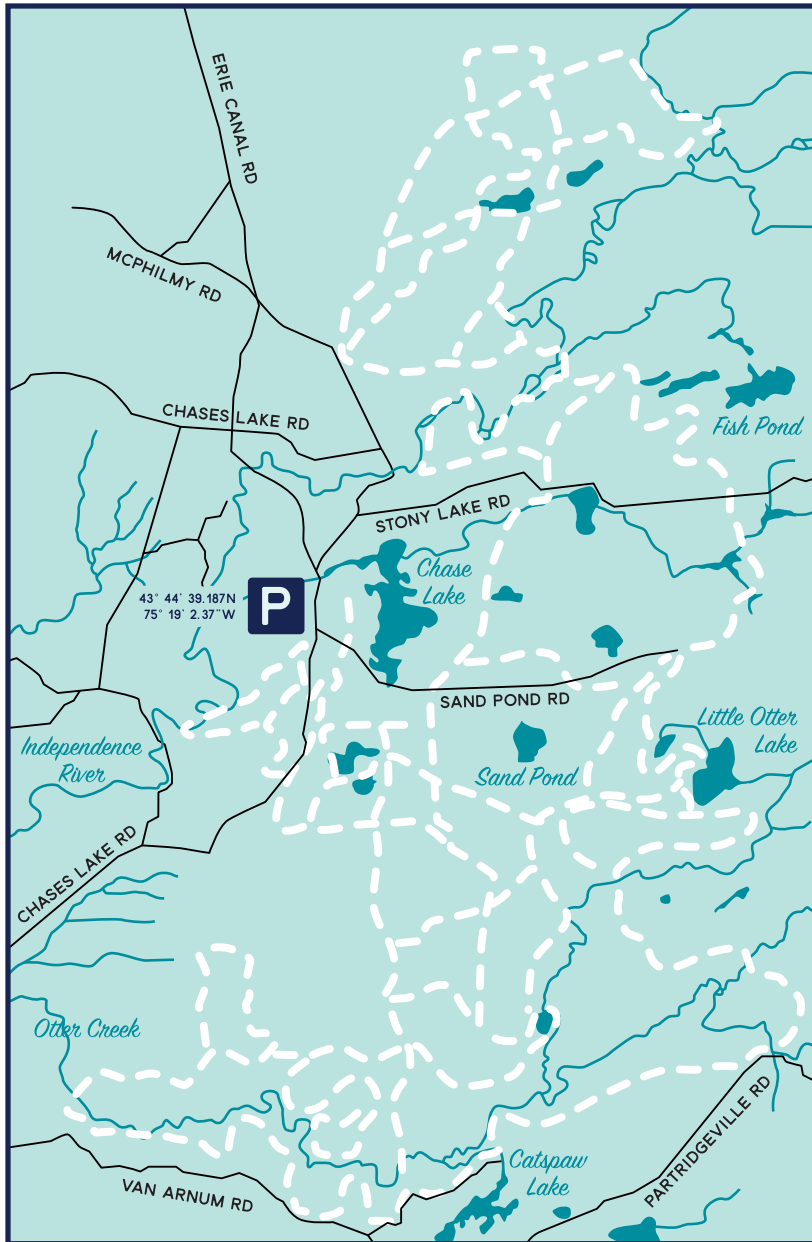 ERIE CANAL RD
MCPHILMY RD
CHASES LAKE RD
Fish Pond
STONY LAKE RD
Chase
Lake
43° 44' 39.187N
75° 19' 2.37"W
P
SAND POND RD
Little Otter
Lake
Independence
River
Sand Pond
CHASES LAKE RD
Otter Creek
PARTRIDGEVILLE RD
Catspaw
Lake
VAN ARNUM RD